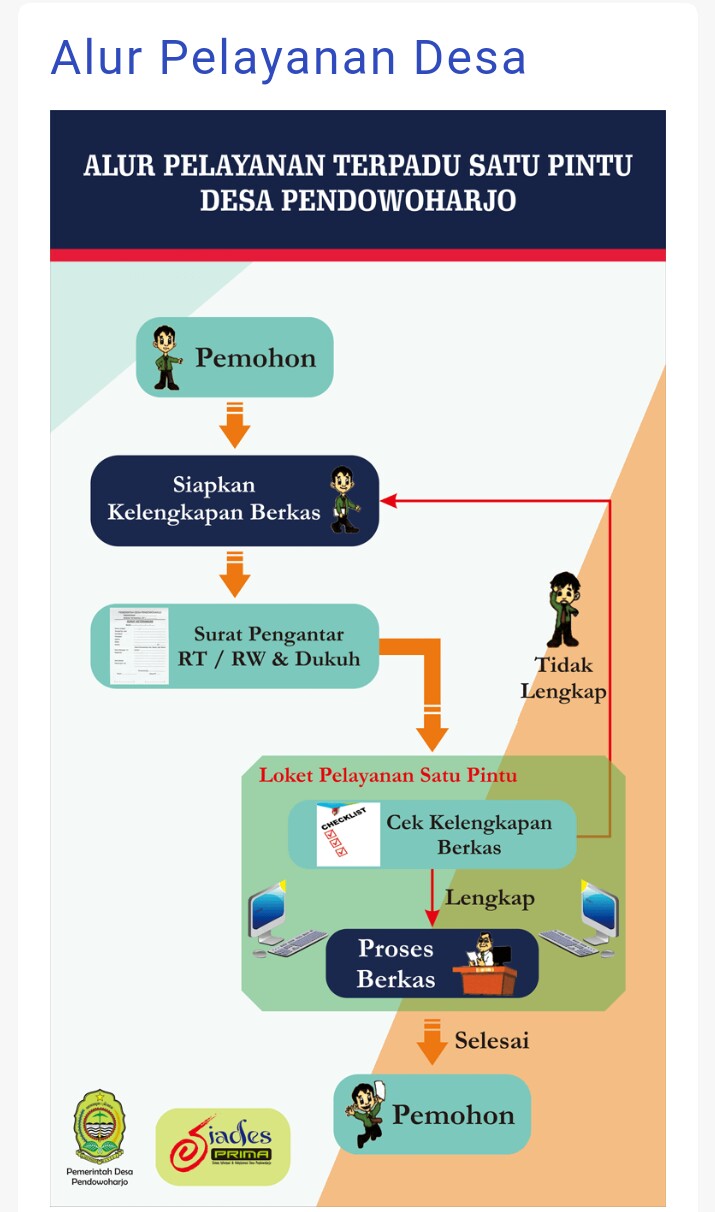 Alur Pelayanan Desa
ALUR PELAYANAN TERPADU SATU PINTU
DESA PENDOWOHARJO
Pemohon
Siapkan
Kelengkapan Berkas
Surat Pengantar
RT / RW & Dukuh
Tidak
Lengkap
Loket Pelayanan Satu Pintu
CHECKLIST
Cek Kelengkapan
Berkas
Lengkap
Proses
Berkas
Selesai
Pemohon
Pemerintah Desa
Pendowoharjo
Siades
PRIMA